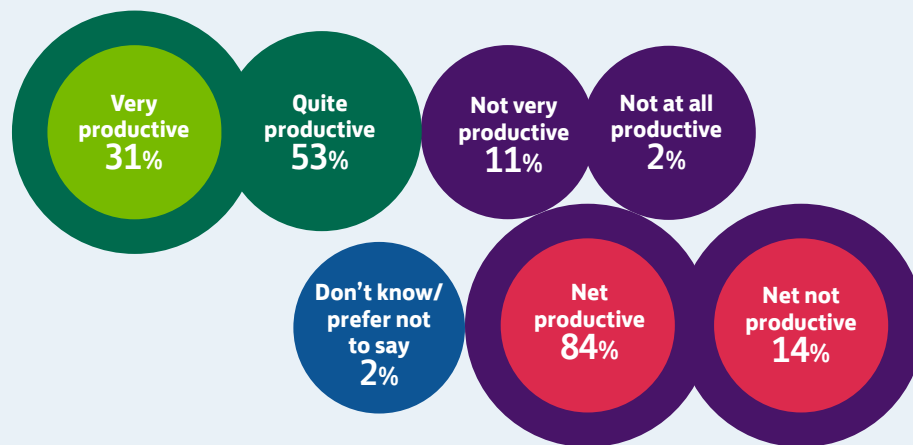 Very
productive
31%
Quite
productive
53%
Not very
productive
11%
Not at all
productive
2%
Don't know/
prefer not
to say
2%
Net
productive
84%
Net not
productive
14%